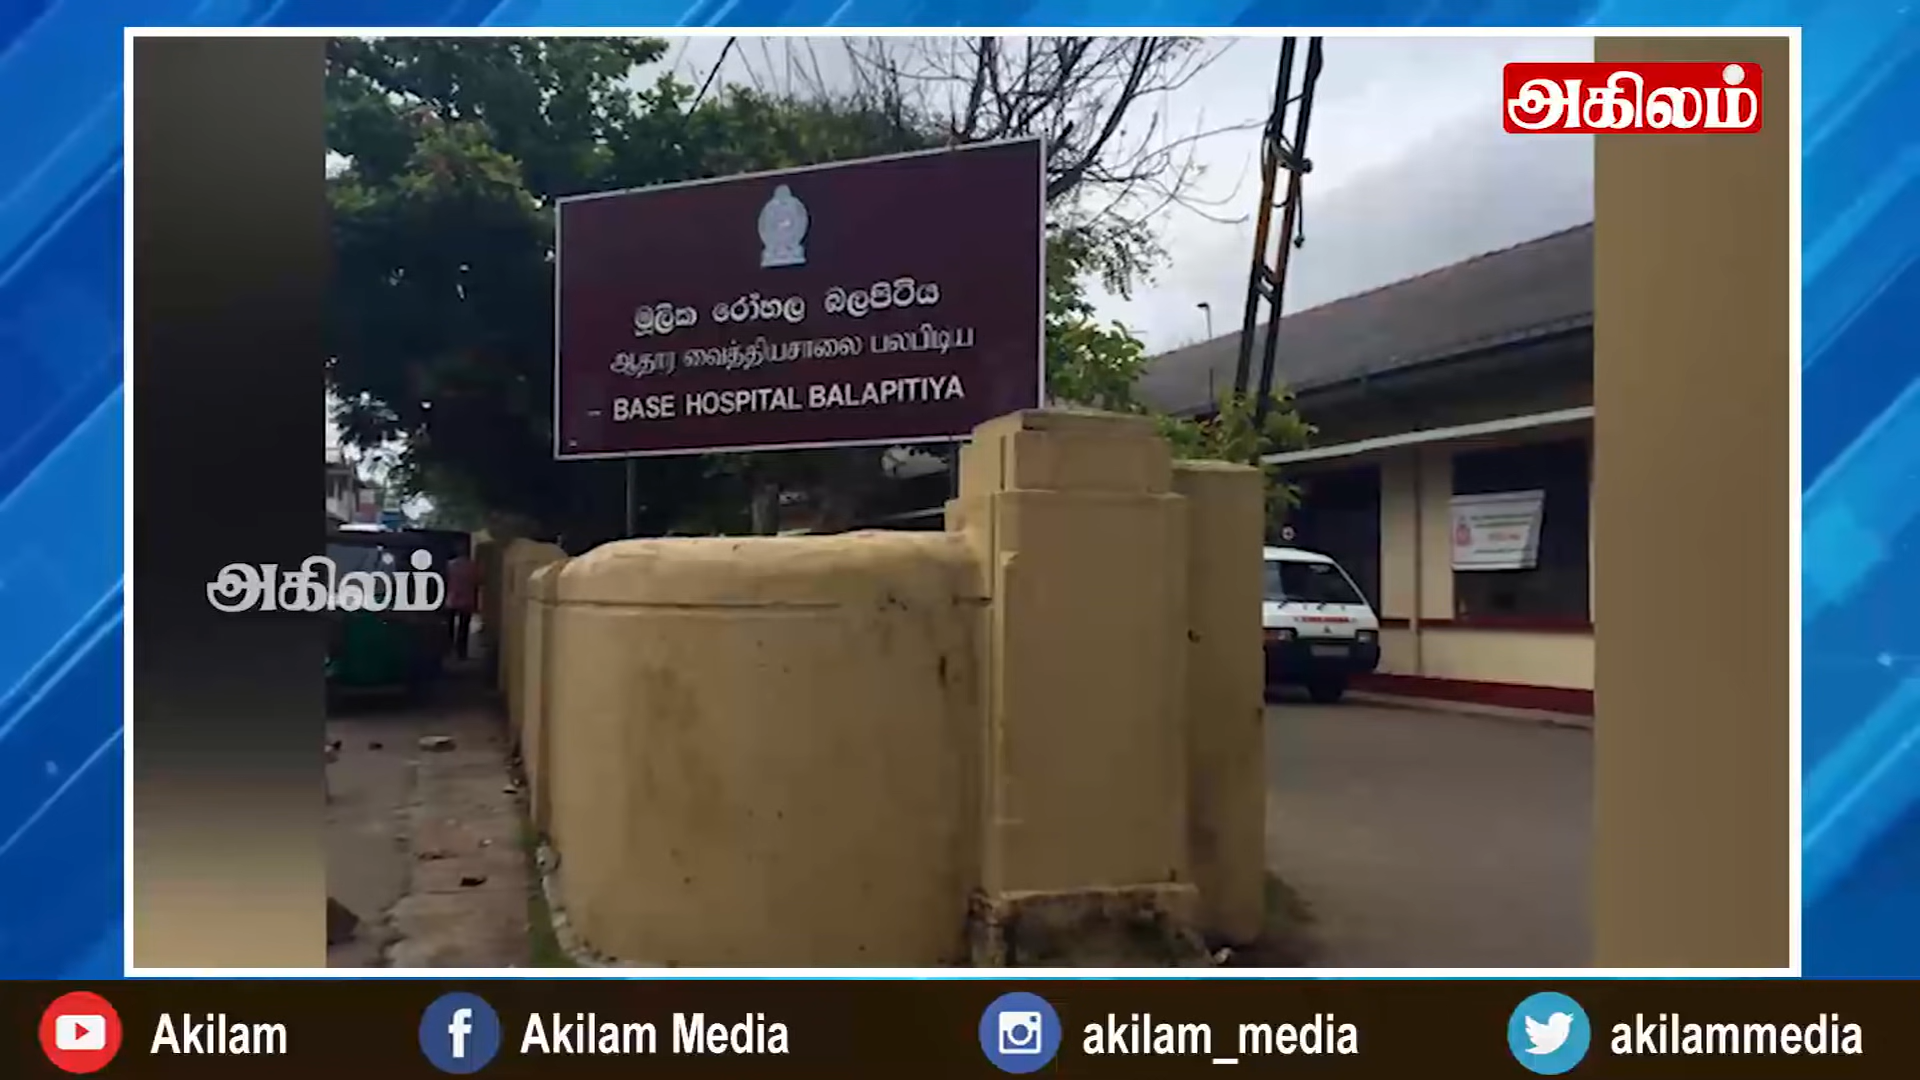 அகிலம்
මූලික රෝහල බලපිටිය
ஆதார வைத்தியசாலை பலபிடிய
BASE HOSPITAL BALAPITIYA
அகிலம்
Akilam
Akilam Media
akilam_media
akilammedia